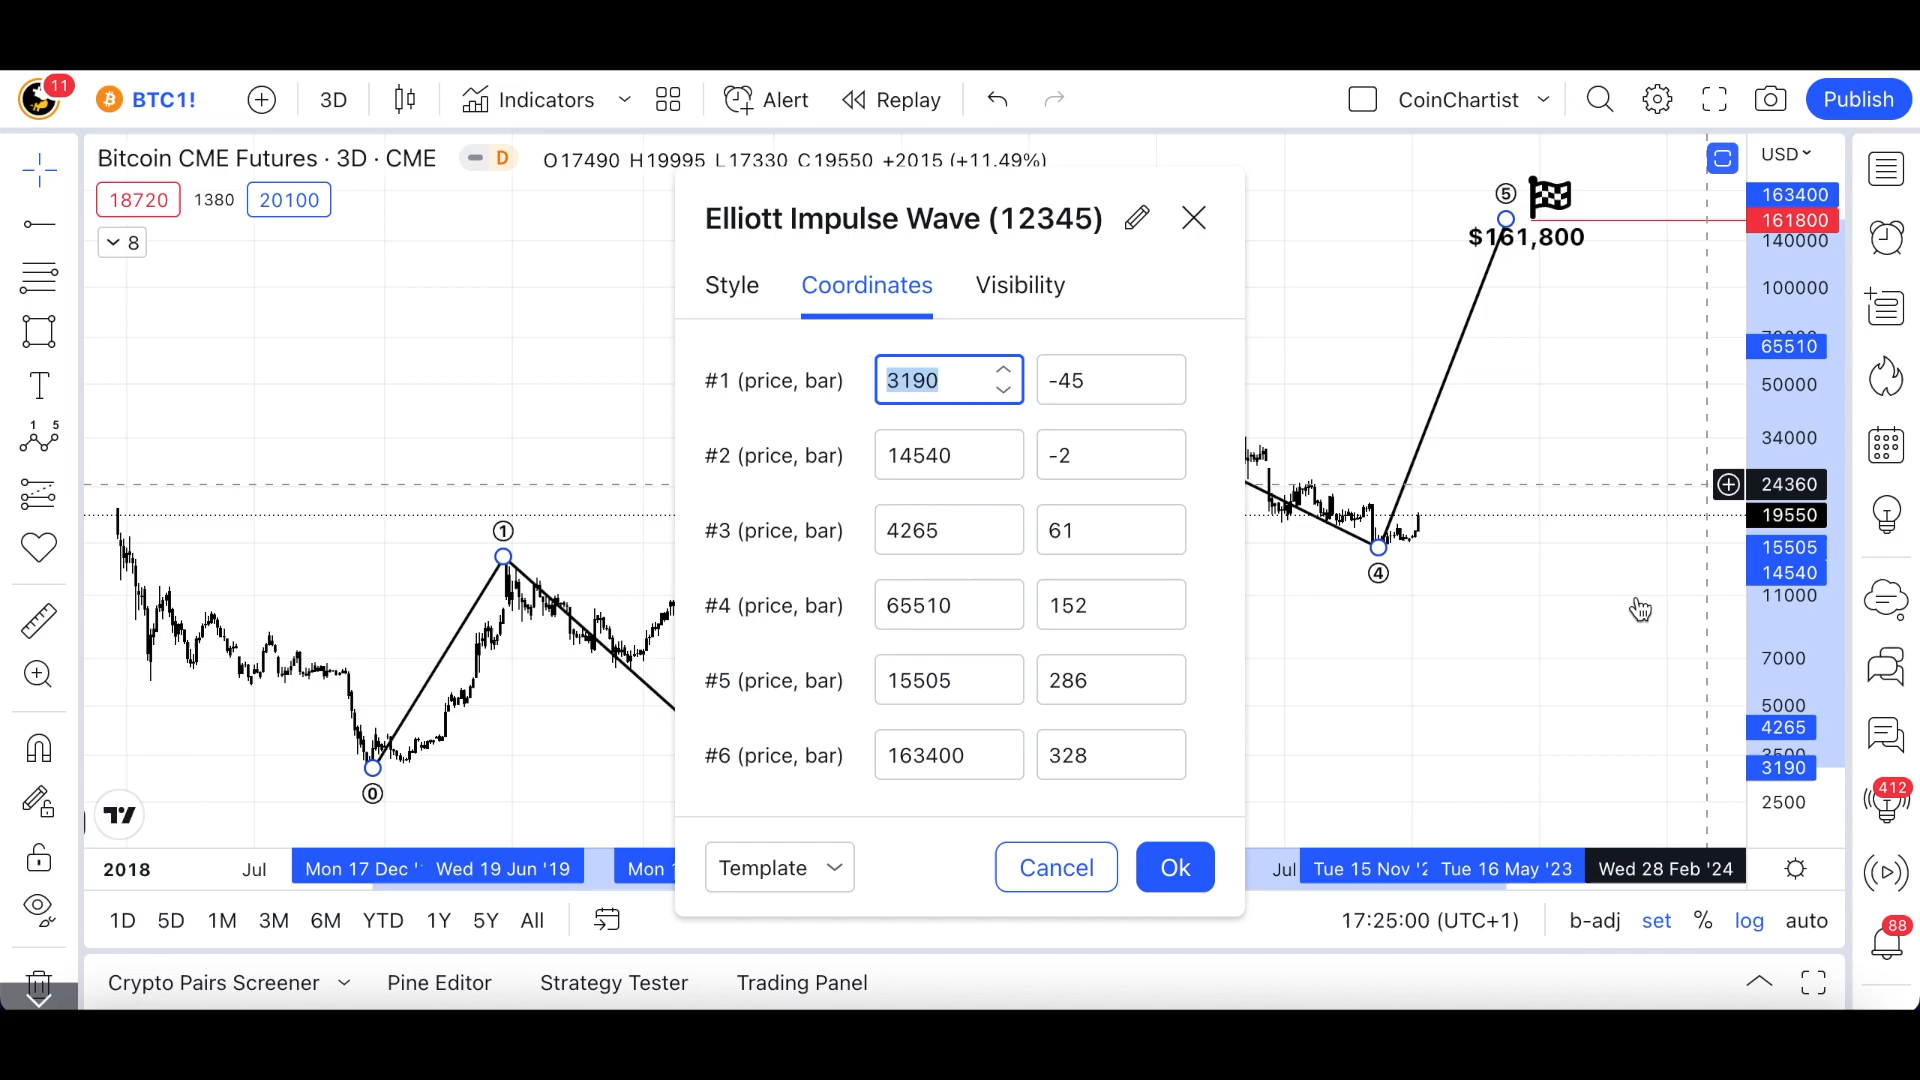 11 BTC1! 3D Indicators Alert Replay CoinChartist Publish
Bitcoin CME Futures · 3D · CME D O17490 H19995 L17330 C19550 +2015 (+11.49%) USD
18720 1380 20100
8
Elliott Impulse Wave (12345)
Style Coordinates Visibility
#1 (price, bar) 3190 -45
#2 (price, bar) 14540 -2
#3 (price, bar) 4265 61
#4 (price, bar) 65510 152
#5 (price, bar) 15505 286
#6 (price, bar) 163400 328
Template Cancel Ok
⓪
①
④
⑤
$161,800
163400
161800
140000
100000
70000
65510
50000
34000
24360
19550
15505
14540
11000
7000
5000
4265
3500
3190
2500
T
1 5
2018 Jul Mon 17 Dec ' Wed 19 Jun '19 Mon 1 Jul Tue 15 Nov '2 Tue 16 May '23 Wed 28 Feb '24
1D 5D 1M 3M 6M YTD 1Y 5Y All 17:25:00 (UTC+1) b-adj set % log auto
Crypto Pairs Screener Pine Editor Strategy Tester Trading Panel
412
88